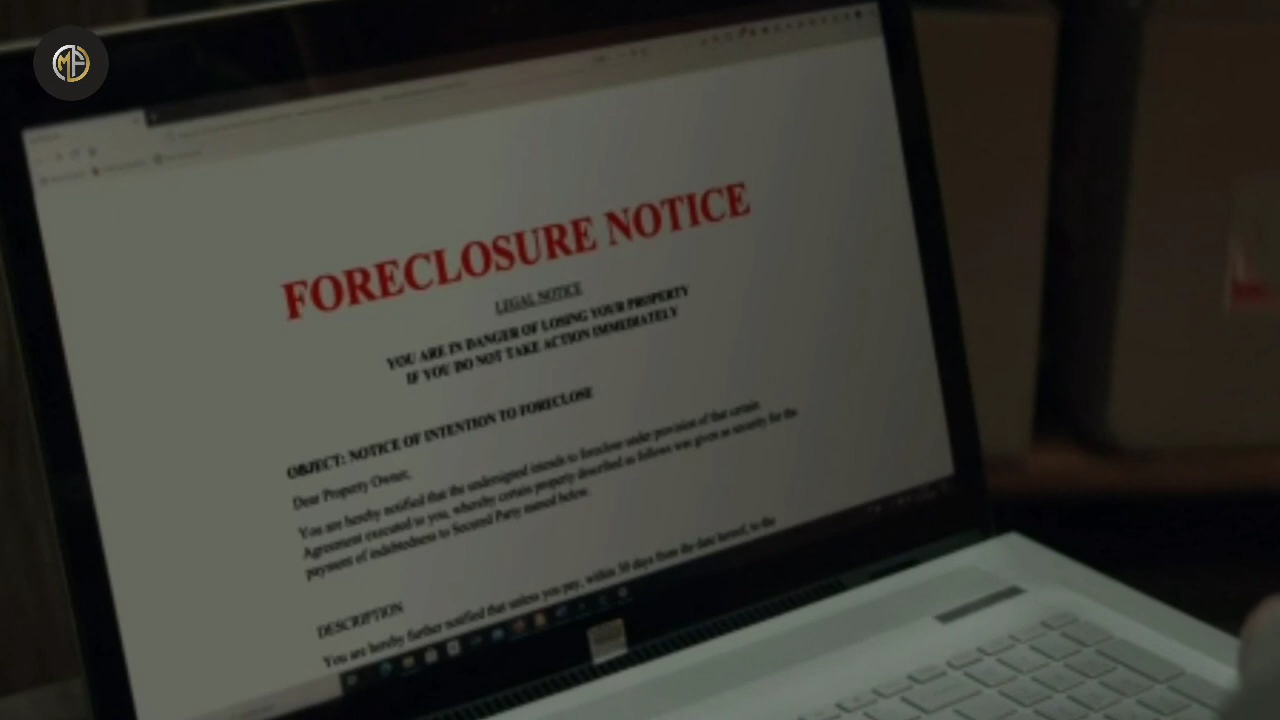 MF
FORECLOSURE NOTICE
LEGAL NOTICE
YOU ARE IN DANGER OF LOSING YOUR PROPERTY
IF YOU DO NOT TAKE ACTION IMMEDIATELY
OBJECT: NOTICE OF INTENTION TO FORECLOSE
Dear Property Owner,
You are hereby notified that the undersigned intends to foreclose under provision of that certain
Agreement executed to you, whereby certain property described as follows was given as security for the
payment of indebtedness to Secured Party named below.
DESCRIPTION
You are hereby further notified that unless you pay, within 30 days from the date hereof, to the